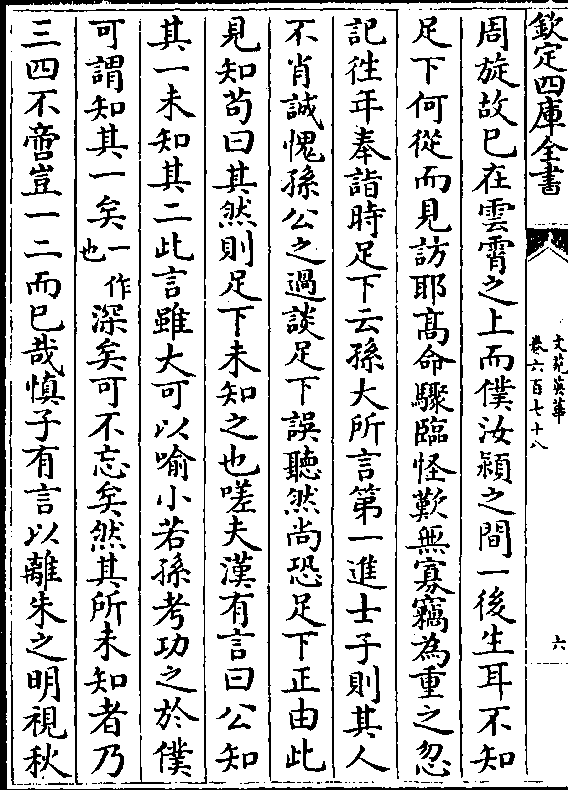 欽定四庫全書
文苑英華
卷六百七十八
六
周旋故已在雲霄之上而僕汝潁之間一後生耳不知
足下何從而見訪耶髙命驟臨怪歎無寡竊為重之忽
記徃年奉詣時足下云孫大所言第一進士子則其人
不肖誠愧孫公之過談足下誤聽然尚恐足下正由此
見知苟曰其然則足下未知之也嗟夫漢有言曰公知
其一未知其二此言雖大可以喻小若孫考功之於僕
可謂知其一矣一作也深矣可不忘矣然其所未知者乃
三四不啻豈一二而已哉慎子有言以離朱之明視秋